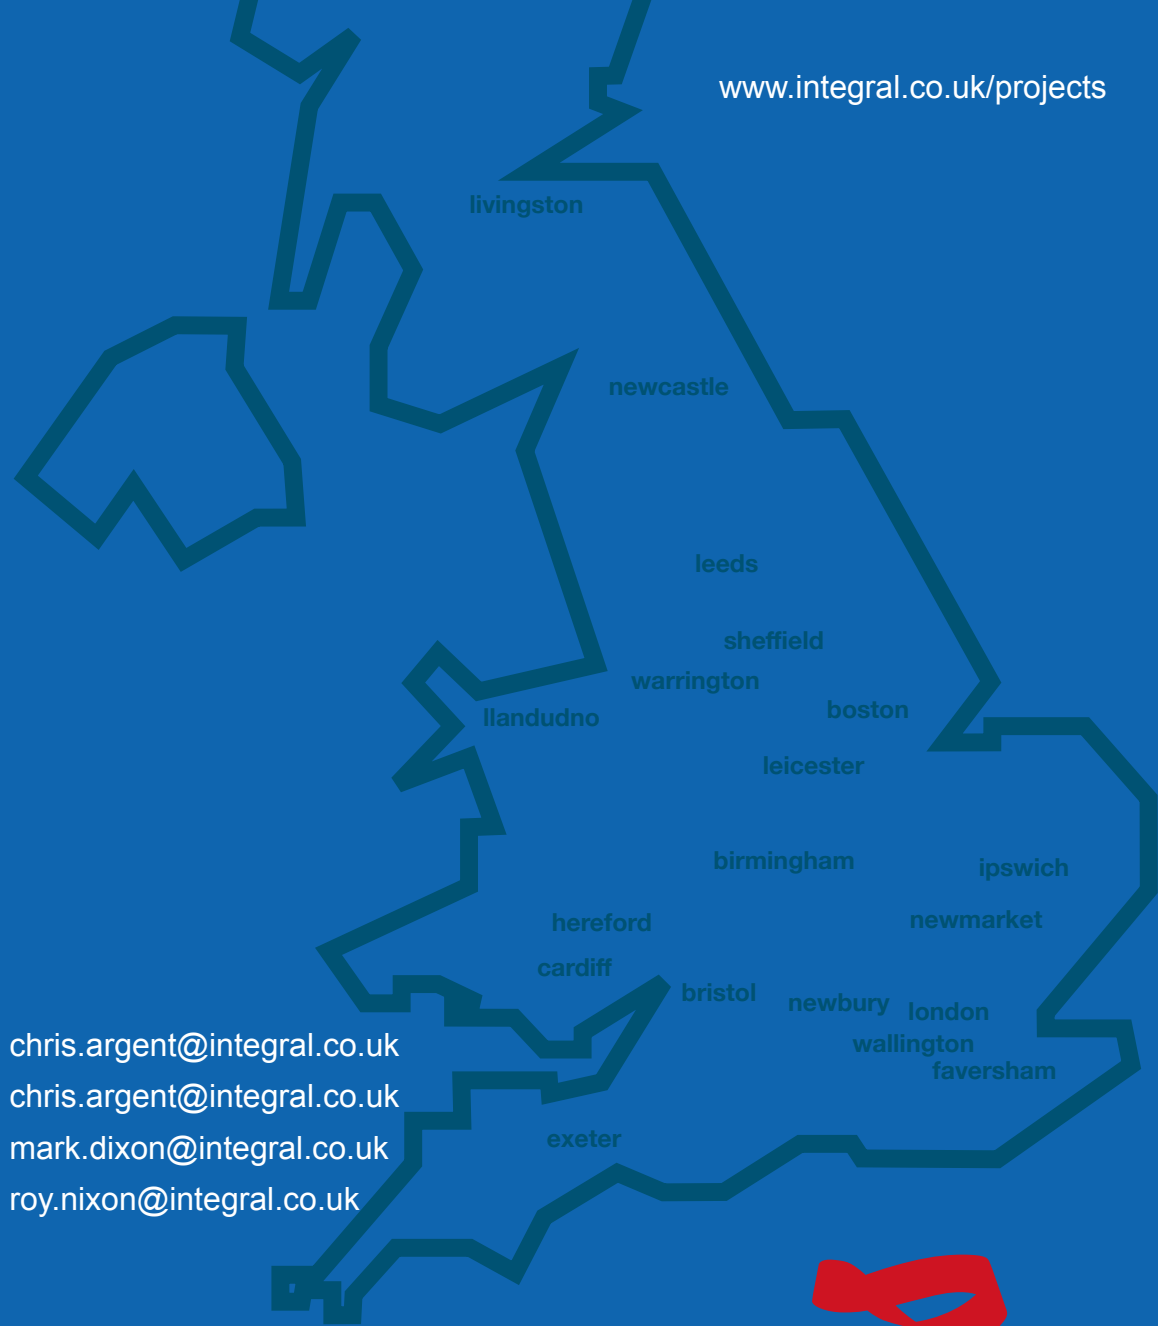 www.integral.co.uk/projects
livingston
newcastle
leeds
sheffield
warrington
boston
llandudno
leicester
birmingham
ipswich
hereford
newmarket
cardiff
bristol
newbury
london
wallington
faversham
exeter
chris.argent@integral.co.uk
chris.argent@integral.co.uk
mark.dixon@integral.co.uk
roy.nixon@integral.co.uk